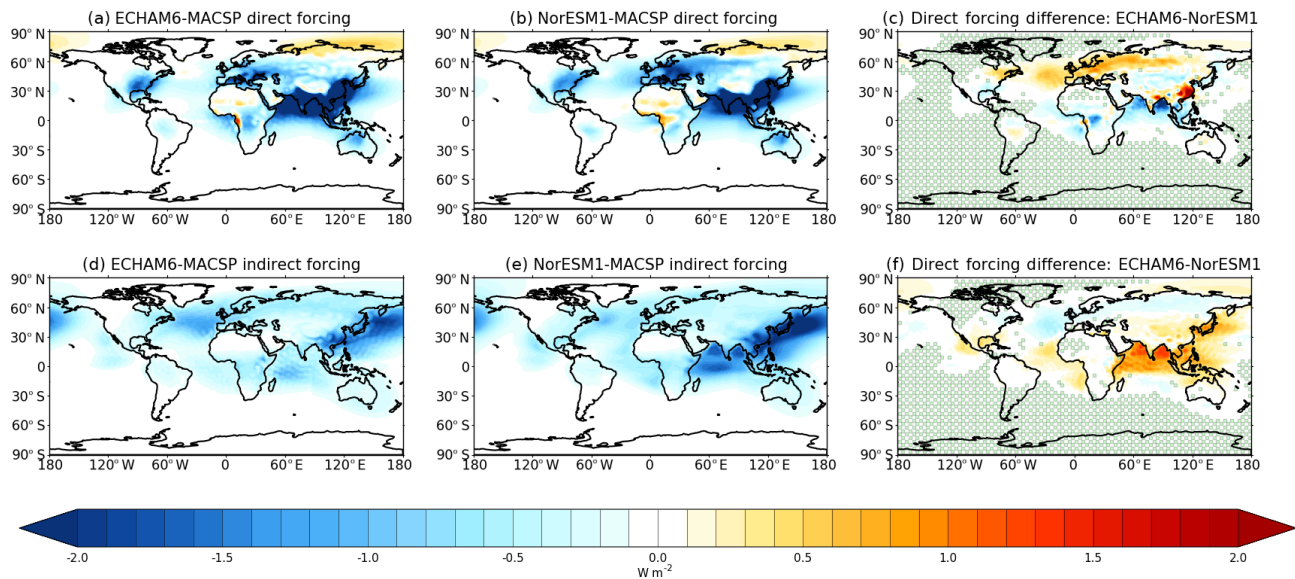 (a) ECHAM6-MACSP direct forcing
(b) NorESM1-MACSP direct forcing
(c) Direct forcing difference: ECHAM6-NorESM1
90° N
60° N
30° N
0
30° S
60° S
90° S
180 120°W 60°W 0 60°E 120°E 180
90° N
60° N
30° N
0
30° S
60° S
90° S
180 120°W 60°W 0 60°E 120°E 180
90° N
60° N
30° N
0
30° S
60° S
90° S
180 120°W 60°W 0 60°E 120°E 180
(d) ECHAM6-MACSP indirect forcing
(e) NorESM1-MACSP indirect forcing
(f) Direct forcing difference: ECHAM6-NorESM1
90° N
60° N
30° N
0
30° S
60° S
90° S
180 120°W 60°W 0 60°E 120°E 180
90° N
60° N
30° N
0
30° S
60° S
90° S
180 120°W 60°W 0 60°E 120°E 180
90° N
60° N
30° N
0
30° S
60° S
90° S
180 120°W 60°W 0 60°E 120°E 180
-2.0 -1.5 -1.0 -0.5 0.0 0.5 1.0 1.5 2.0
W m⁻²